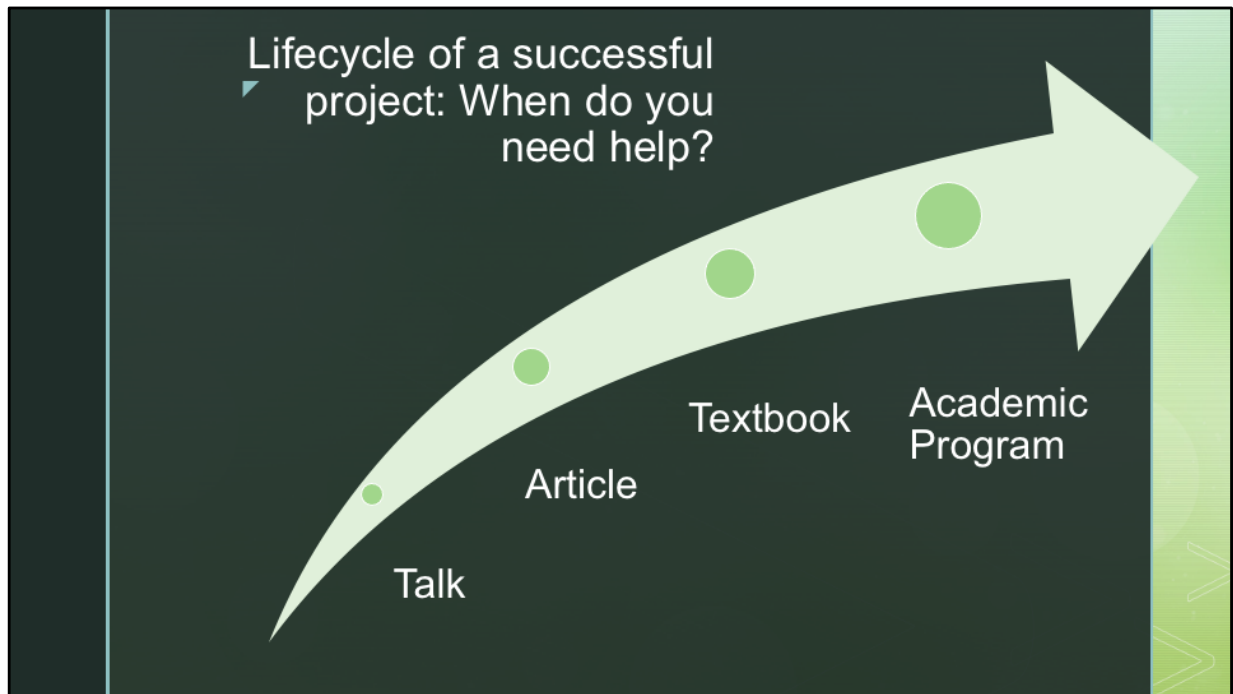 Lifecycle of a successful
project: When do you
need help?
Talk
Article
Textbook
Academic
Program